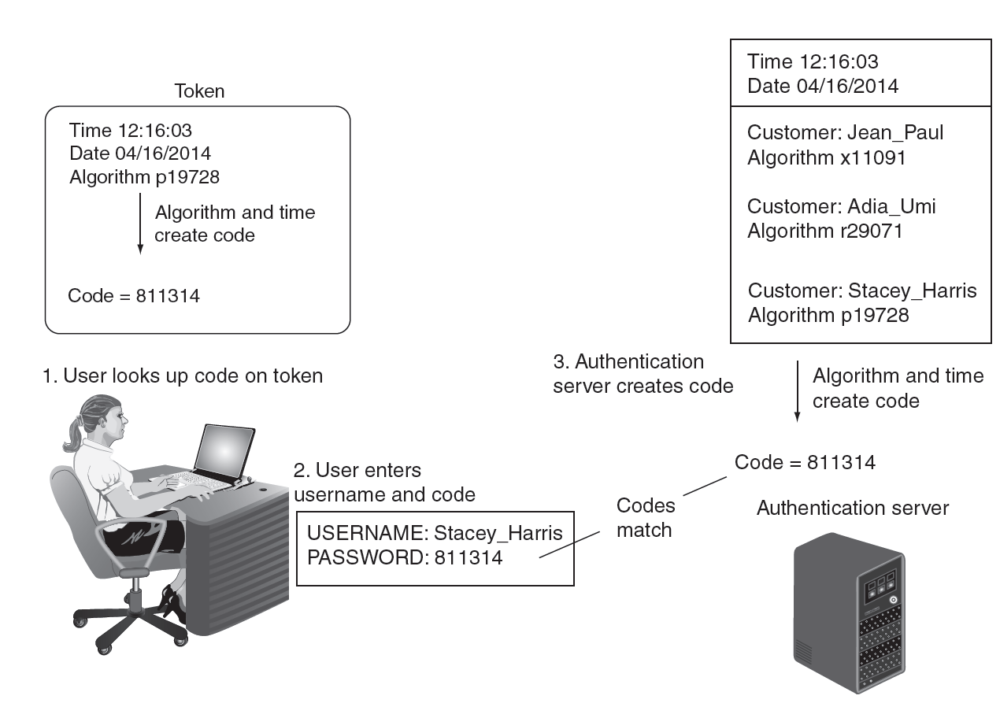 Token
Time 12:16:03
Date 04/16/2014
Algorithm p19728
Algorithm and time
create code
Code = 811314
1. User looks up code on token
2. User enters
username and code
USERNAME: Stacey_Harris
PASSWORD: 811314
Codes
match
3. Authentication
server creates code
Time 12:16:03
Date 04/16/2014
Customer: Jean_Paul
Algorithm x11091
Customer: Adia_Umi
Algorithm r29071
Customer: Stacey_Harris
Algorithm p19728
Algorithm and time
create code
Code = 811314
Authentication server